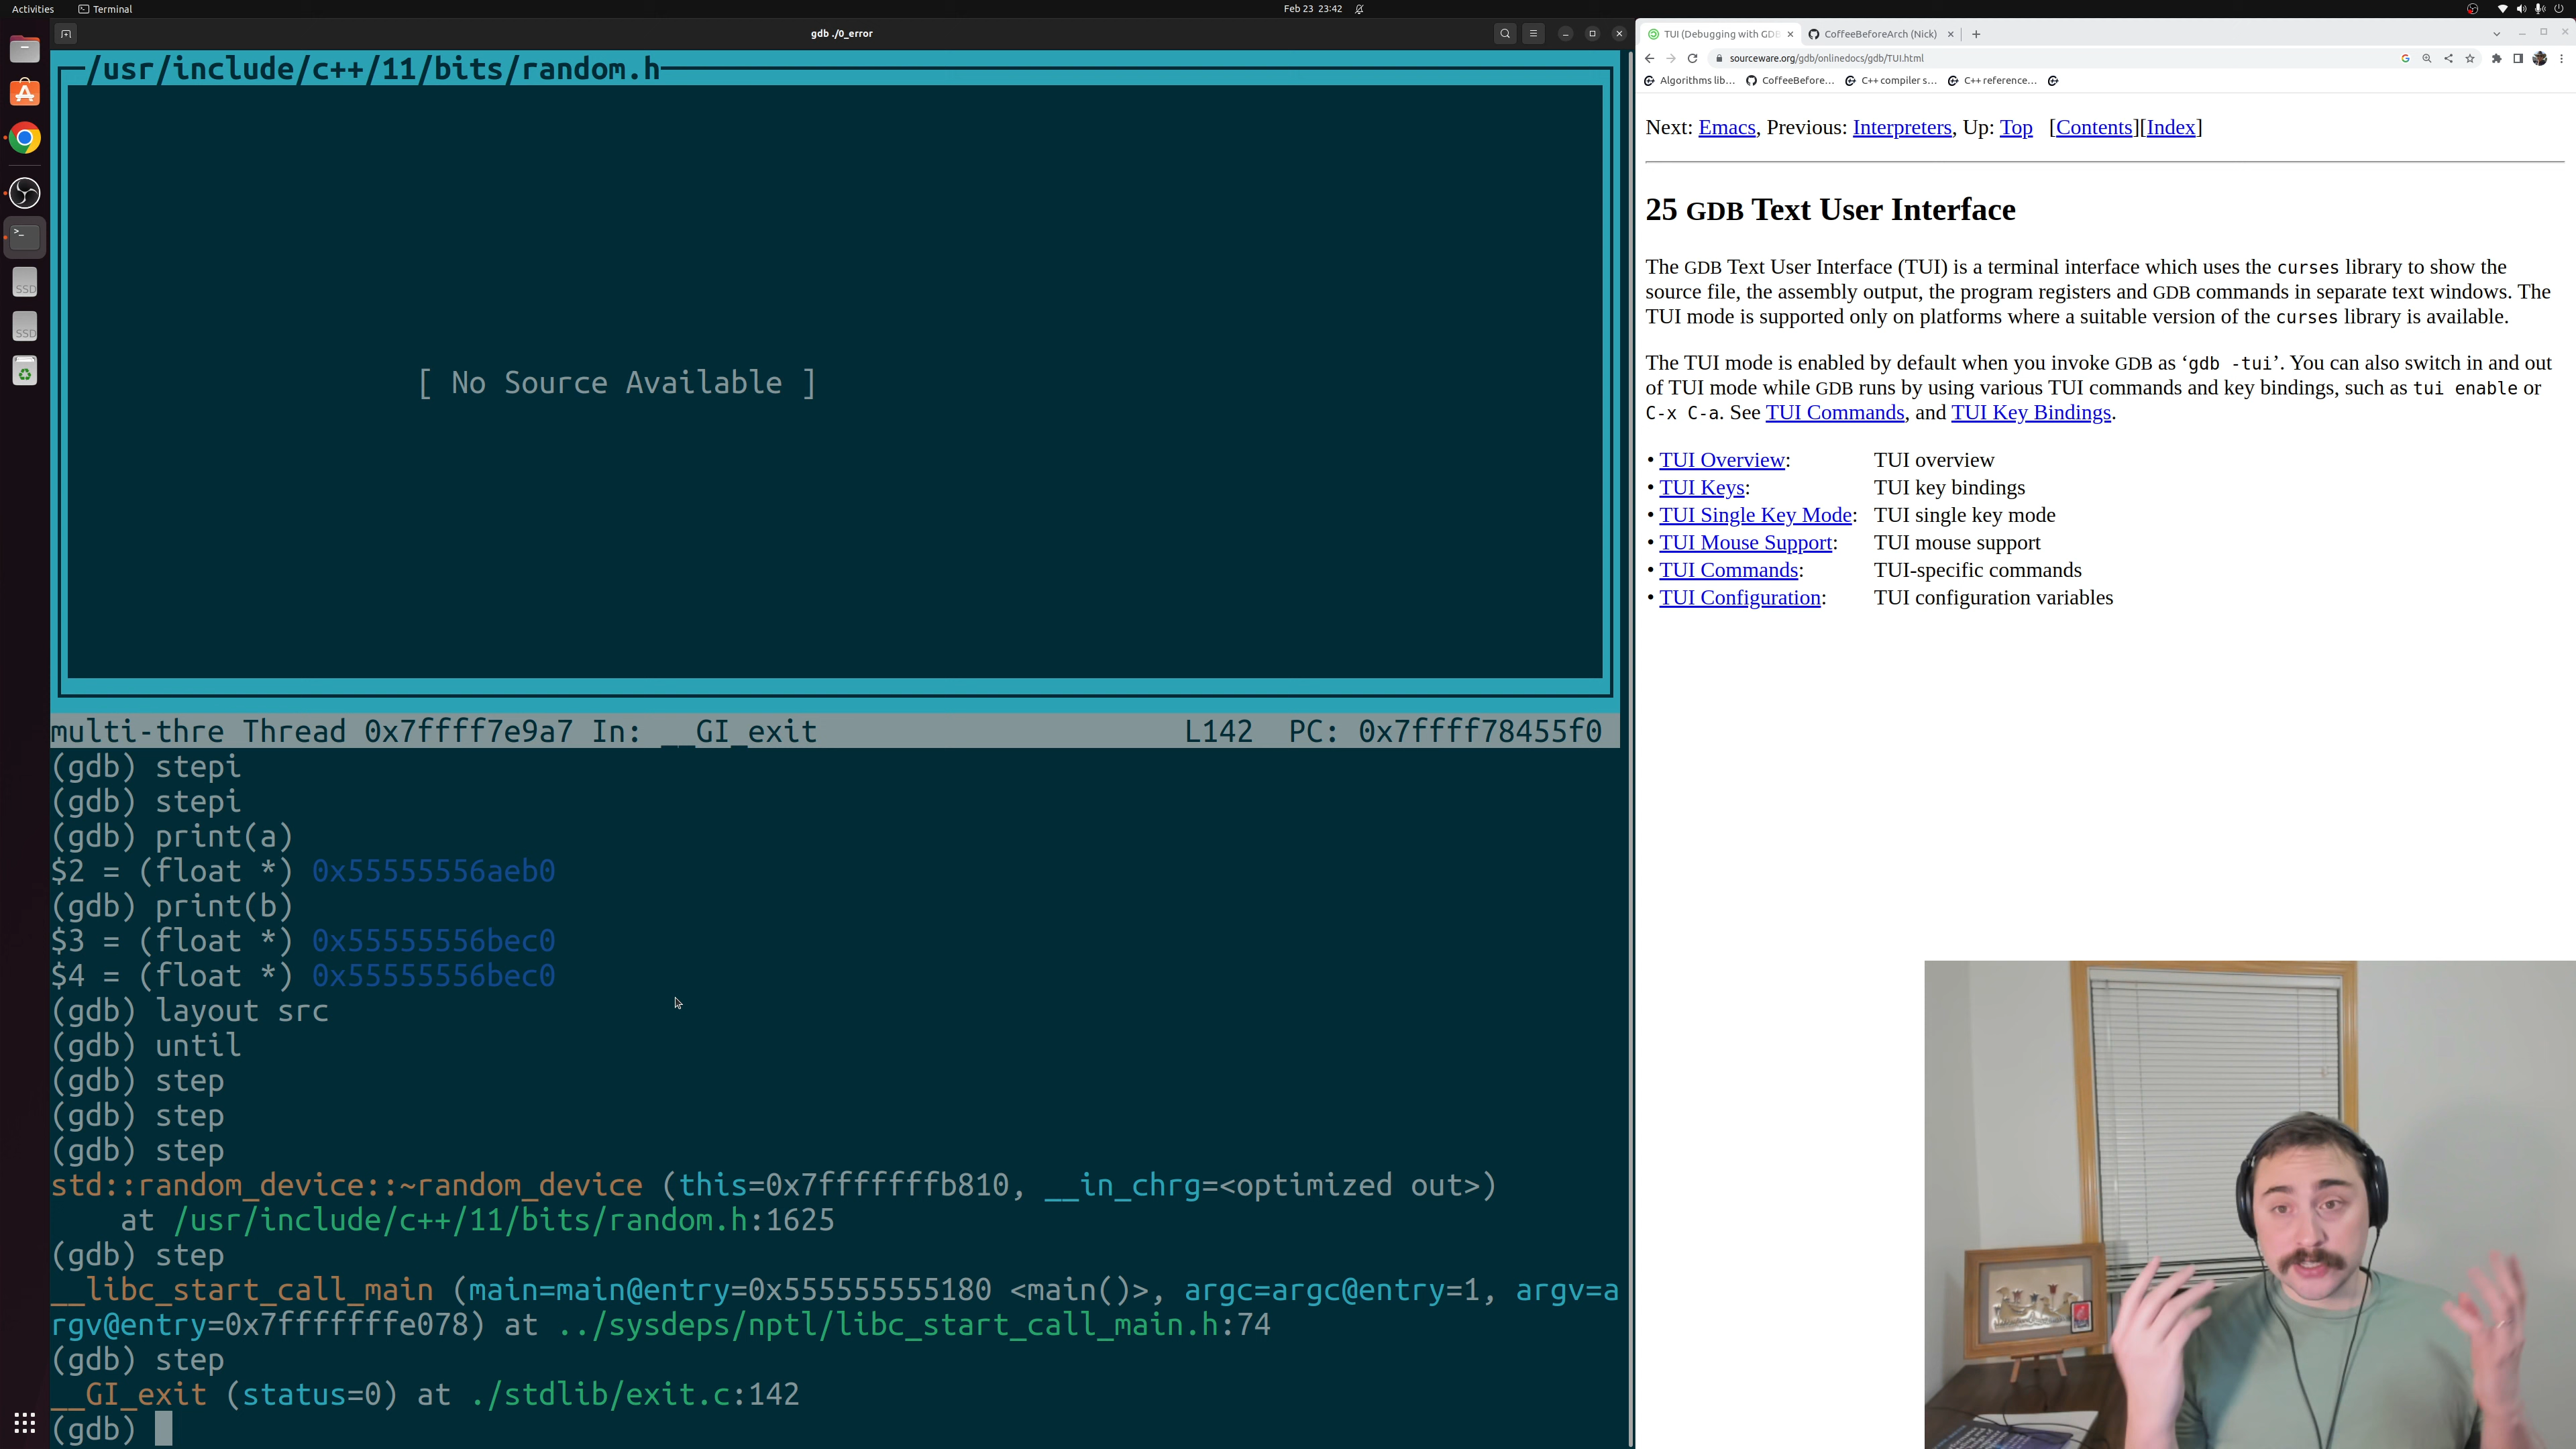 Activities
Terminal
Feb 23 23:42
gdb ./0_error
/usr/include/c++/11/bits/random.h
[ No Source Available ]
multi-thre Thread 0x7ffff7e9a7 In: __GI_exit L142 PC: 0x7ffff78455f0
(gdb) stepi
(gdb) stepi
(gdb) print(a)
$2 = (float *) 0x55555556aeb0
(gdb) print(b)
$3 = (float *) 0x55555556bec0
$4 = (float *) 0x55555556bec0
(gdb) layout src
(gdb) until
(gdb) step
(gdb) step
(gdb) step
std::random_device::~random_device (this=0x7fffffffb810, __in_chrg=<optimized out>)
at /usr/include/c++/11/bits/random.h:1625
(gdb) step
__libc_start_call_main (main=main@entry=0x555555555180 <main()>, argc=argc@entry=1, argv=a
rgv@entry=0x7fffffffe078) at ../sysdeps/nptl/libc_start_call_main.h:74
(gdb) step
__GI_exit (status=0) at ./stdlib/exit.c:142
(gdb)
SSD
SSD
TUI (Debugging with GDB
CoffeeBeforeArch (Nick)
sourceware.org/gdb/onlinedocs/gdb/TUI.html
Algorithms lib… CoffeeBefore… C++ compiler s… C++ reference…
Next: Emacs, Previous: Interpreters, Up: Top [Contents][Index]
25 GDB Text User Interface
The GDB Text User Interface (TUI) is a terminal interface which uses the curses library to show the
source file, the assembly output, the program registers and GDB commands in separate text windows. The
TUI mode is supported only on platforms where a suitable version of the curses library is available.
The TUI mode is enabled by default when you invoke GDB as ‘gdb -tui’. You can also switch in and out
of TUI mode while GDB runs by using various TUI commands and key bindings, such as tui enable or
C-x C-a. See TUI Commands, and TUI Key Bindings.
• TUI Overview: TUI overview
• TUI Keys: TUI key bindings
• TUI Single Key Mode: TUI single key mode
• TUI Mouse Support: TUI mouse support
• TUI Commands: TUI-specific commands
• TUI Configuration: TUI configuration variables